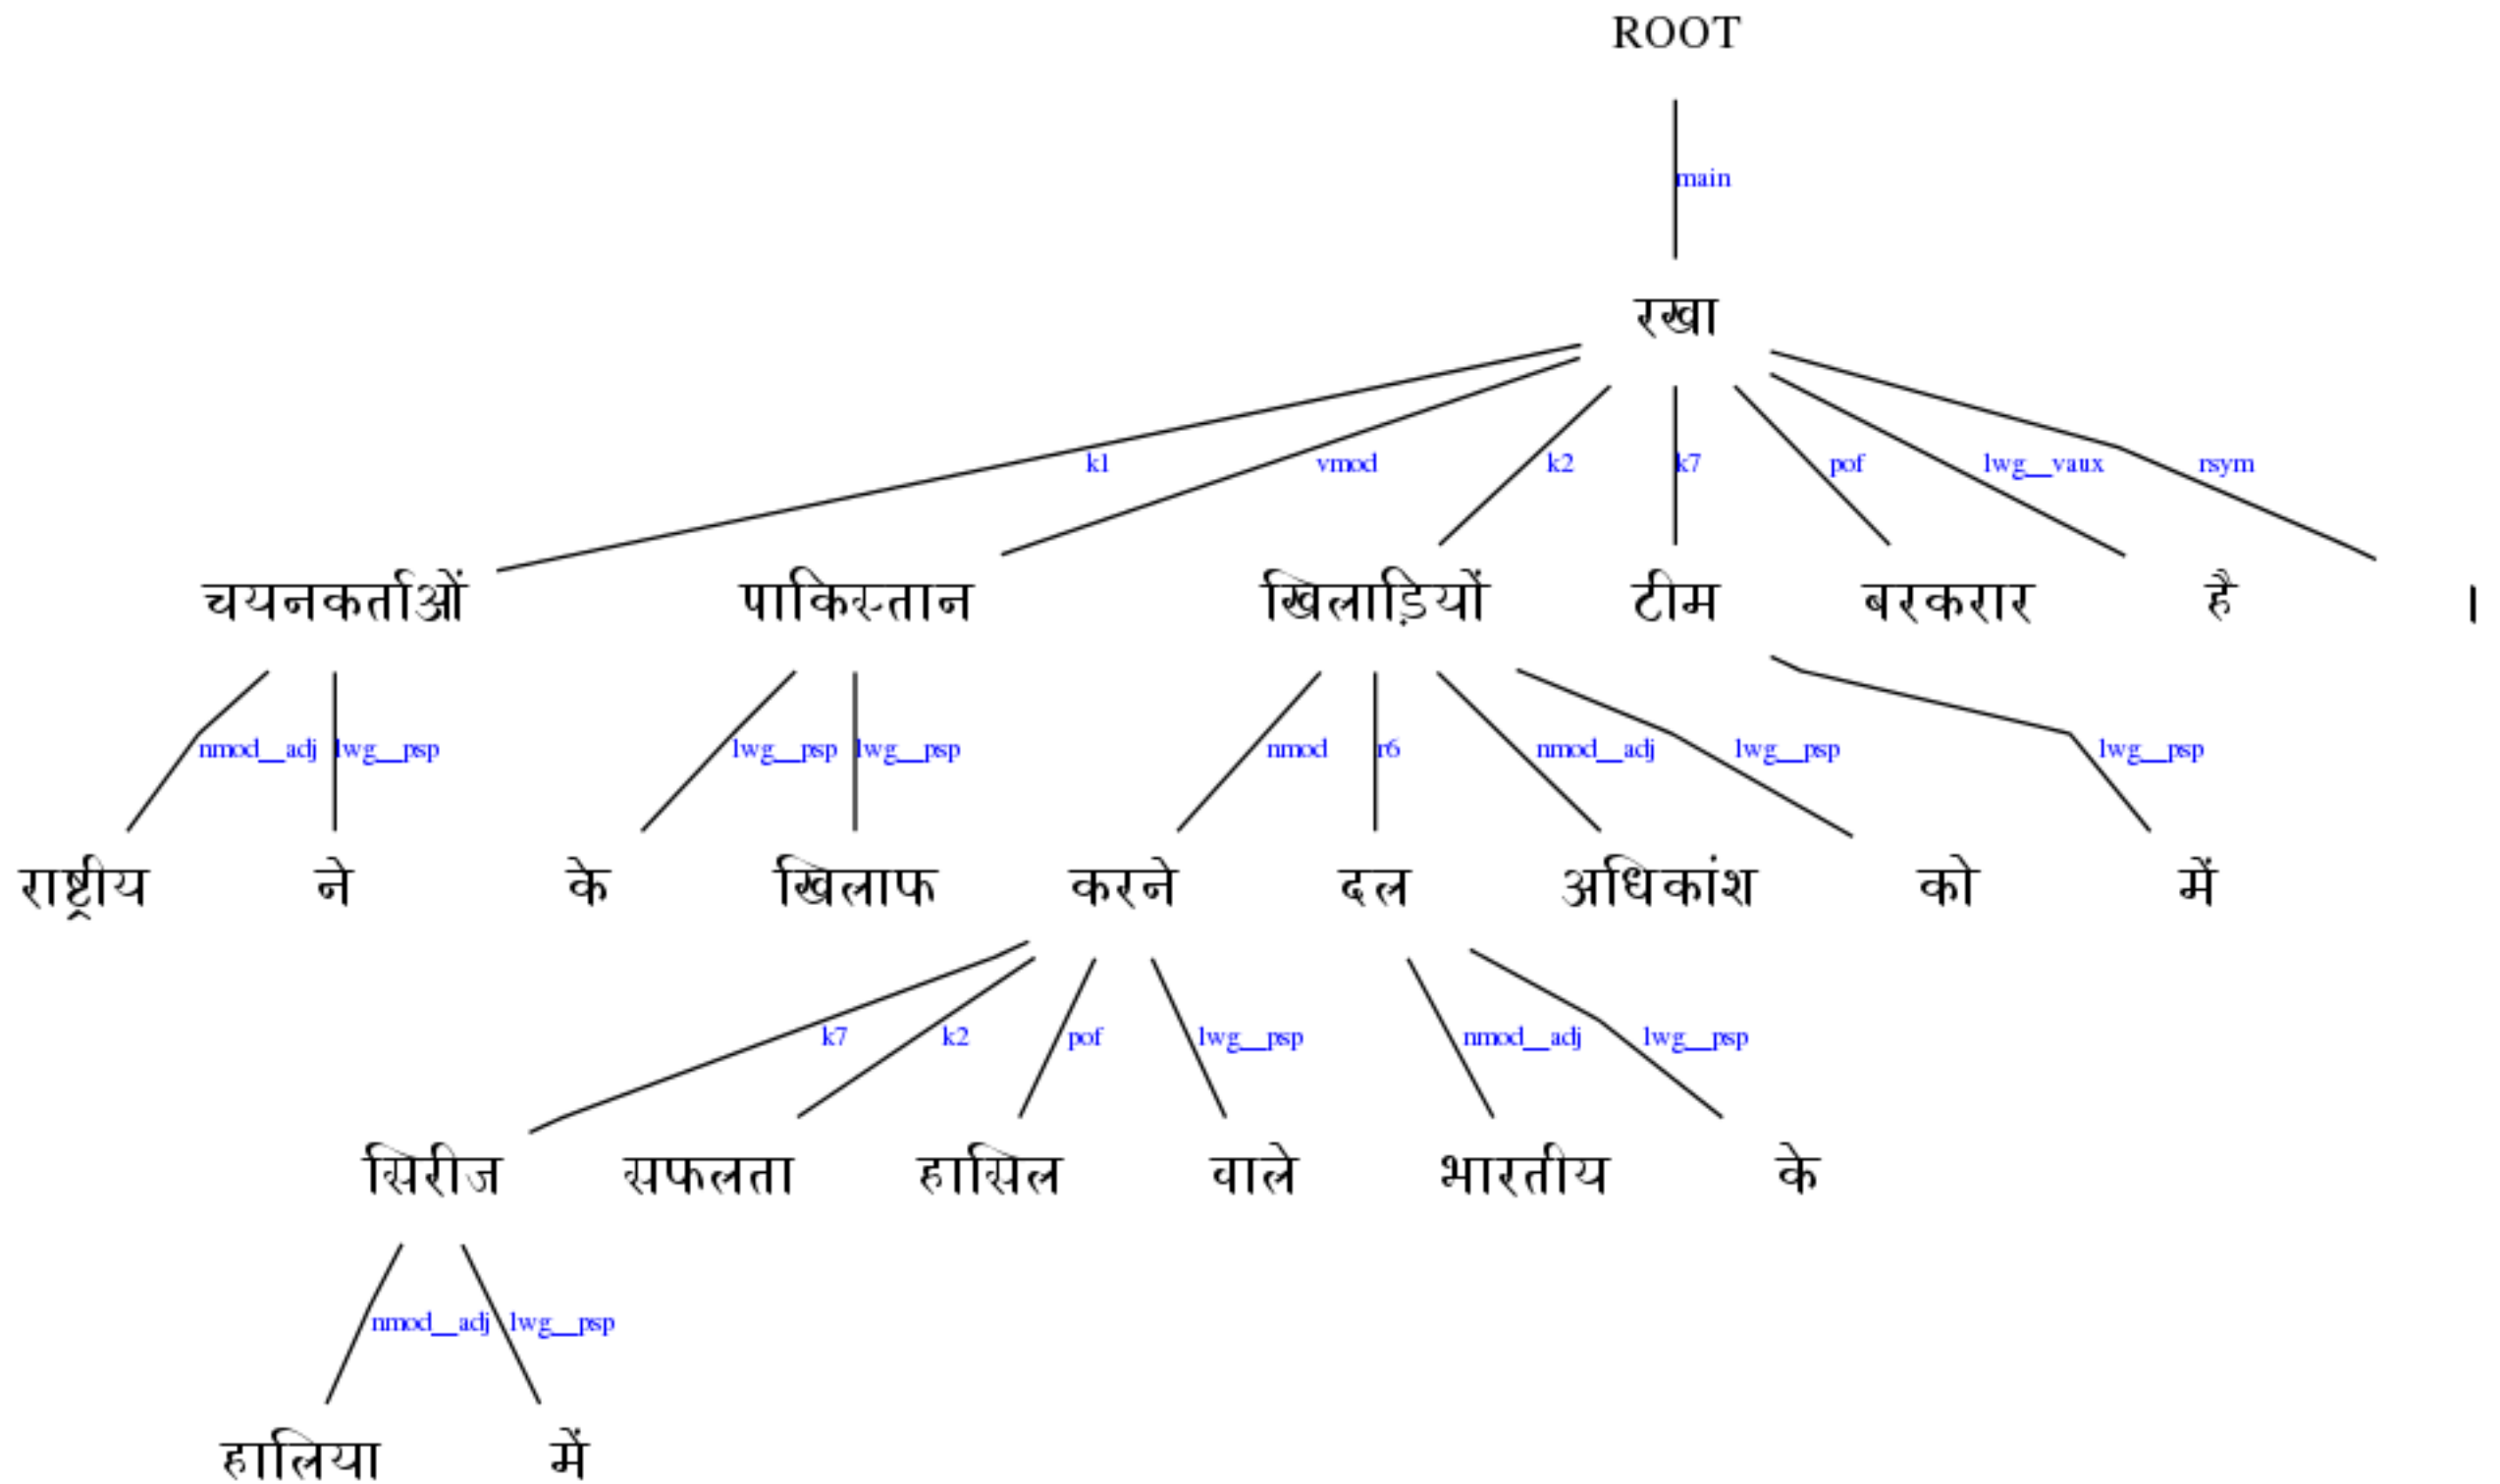 ROOT
main
रखा
k1 vmod k2 k7 pof lwg__vaux rsym
चयनकर्ताओं पाकिस्तान खिलाड़ियों टीम बरकरार है ।
nmod__adj lwg__psp lwg__psp lwg__psp nmod r6 nmod__adj lwg__psp lwg__psp
राष्ट्रीय ने के खिलाफ करने दल अधिकांश को में
k7 k2 pof lwg__psp nmod__adj lwg__psp
सिरीज सफलता हासिल वाले भारतीय के
nmod__adj lwg__psp
हालिया में